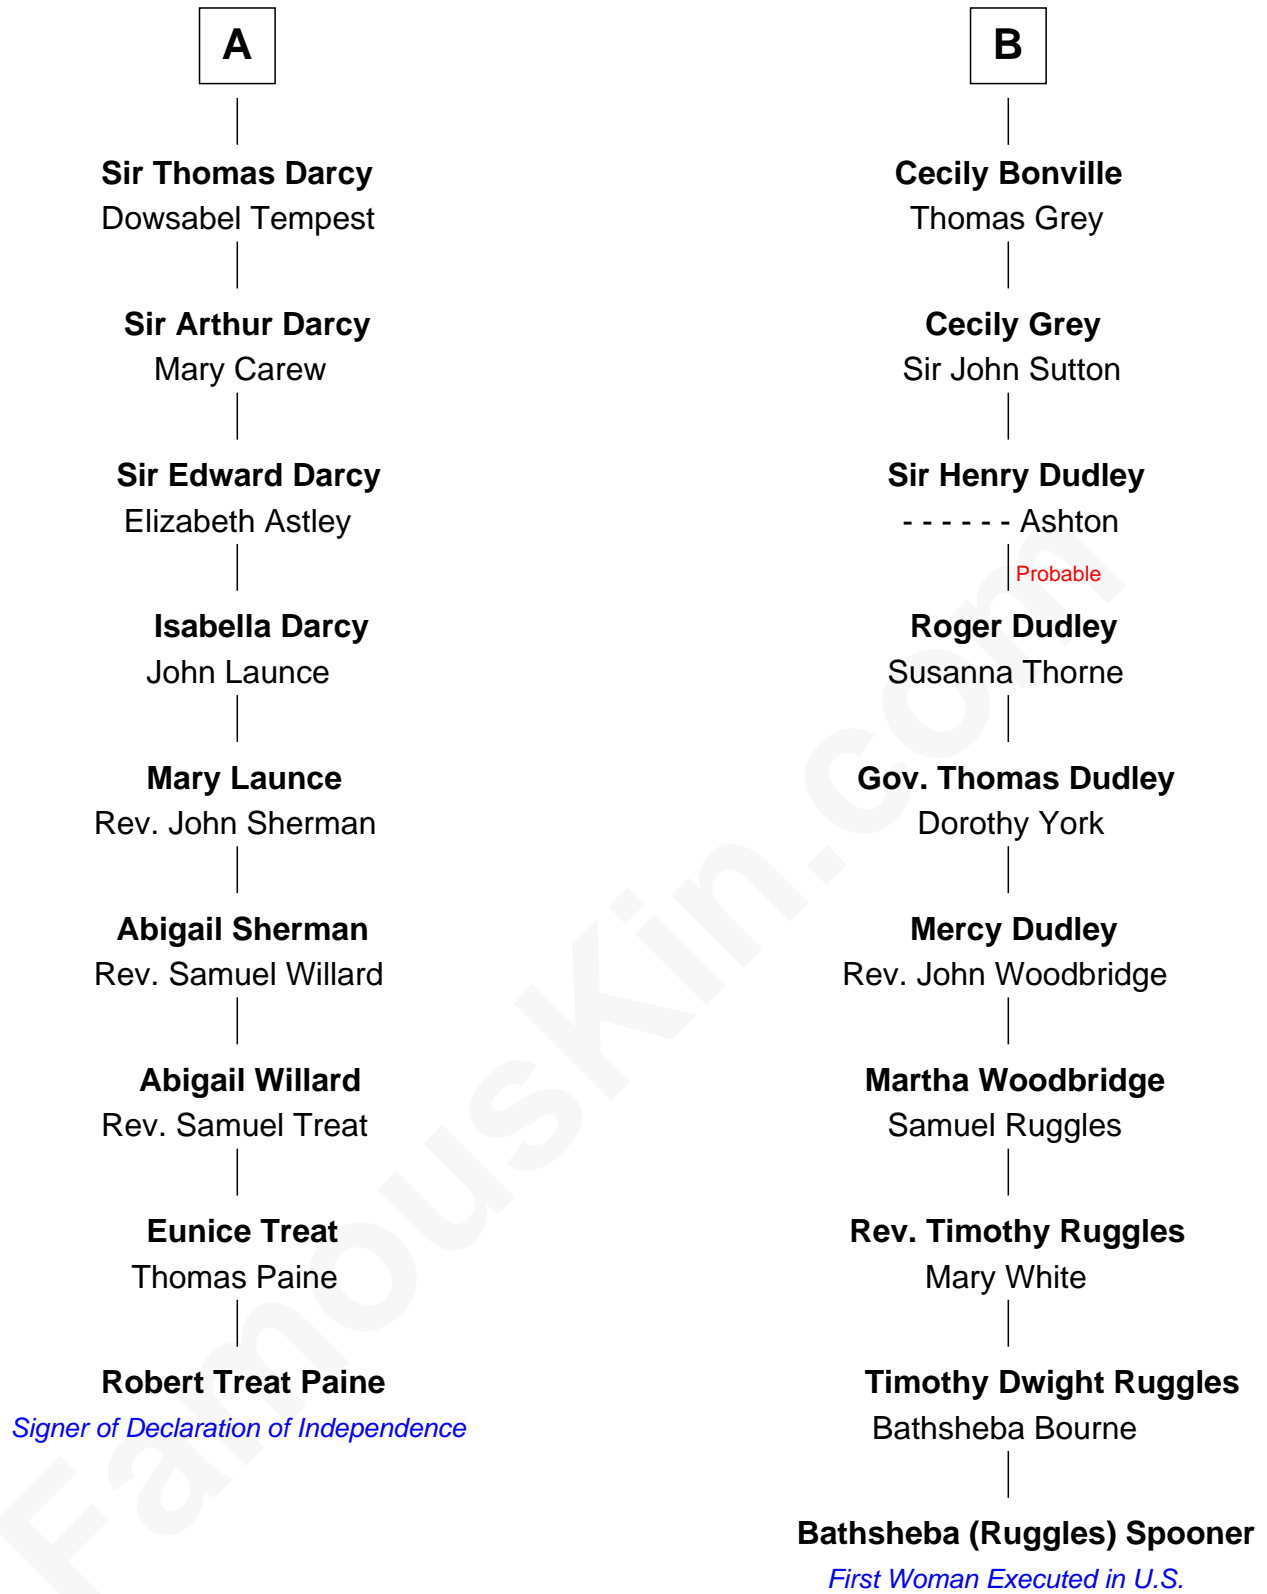 A
Sir Thomas Darcy
Dowsabel Tempest
Sir Arthur Darcy
Mary Carew
Sir Edward Darcy
Elizabeth Astley
Isabella Darcy
John Launce
Mary Launce
Rev. John Sherman
Abigail Sherman
Rev. Samuel Willard
Abigail Willard
Rev. Samuel Treat
Eunice Treat
Thomas Paine
Robert Treat Paine
Signer of Declaration of Independence
B
Cecily Bonville
Thomas Grey
Cecily Grey
Sir John Sutton
Sir Henry Dudley
- - - - - - Ashton
Probable
Roger Dudley
Susanna Thorne
Gov. Thomas Dudley
Dorothy York
Mercy Dudley
Rev. John Woodbridge
Martha Woodbridge
Samuel Ruggles
Rev. Timothy Ruggles
Mary White
Timothy Dwight Ruggles
Bathsheba Bourne
Bathsheba (Ruggles) Spooner
First Woman Executed in U.S.
FamousKin.com